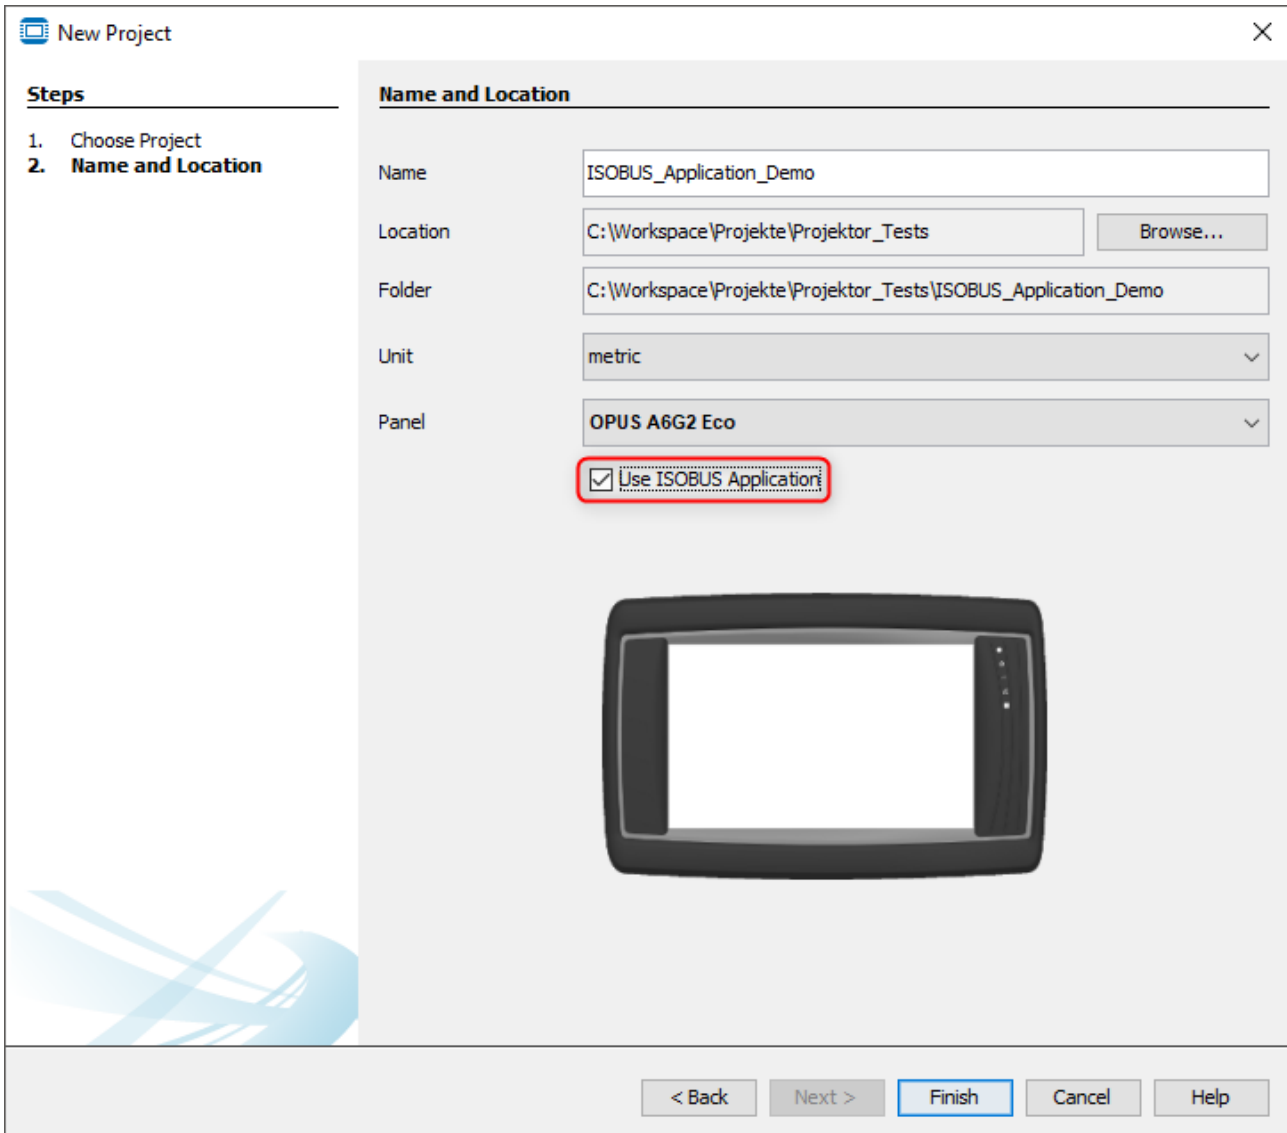 New Project
Steps
1. Choose Project
2. Name and Location
Name and Location
Name ISOBUS_Application_Demo
Location C:\Workspace\Projekte\Projektor_Tests Browse...
Folder C:\Workspace\Projekte\Projektor_Tests\ISOBUS_Application_Demo
Unit metric
Panel OPUS A6G2 Eco
Use ISOBUS Application
< Back Next > Finish Cancel Help